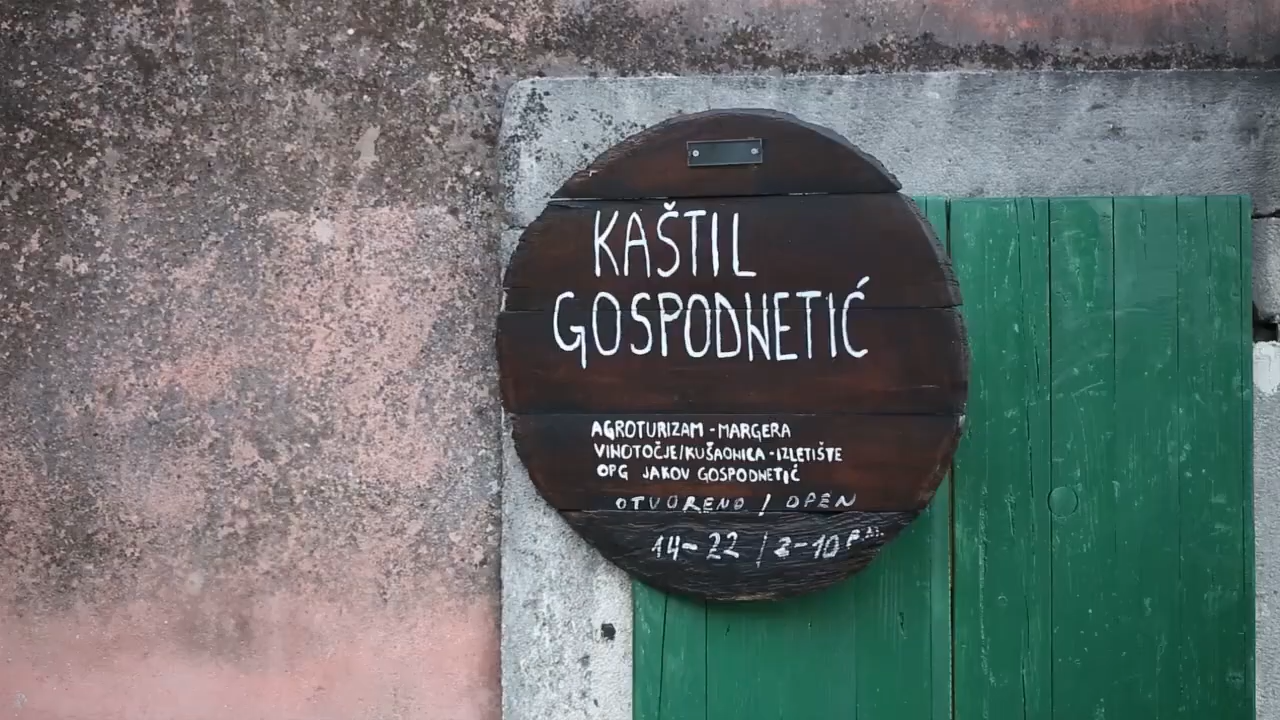 KAŠTIL
GOSPODNETIĆ
AGROTURIZAM - MARGERA
VINOTOČJE/KUŠAONICA - IZLETIŠTE
OPG JAKOV GOSPODNETIĆ
OTVORENO / OPEN
14-22 / 2-10 P.M.